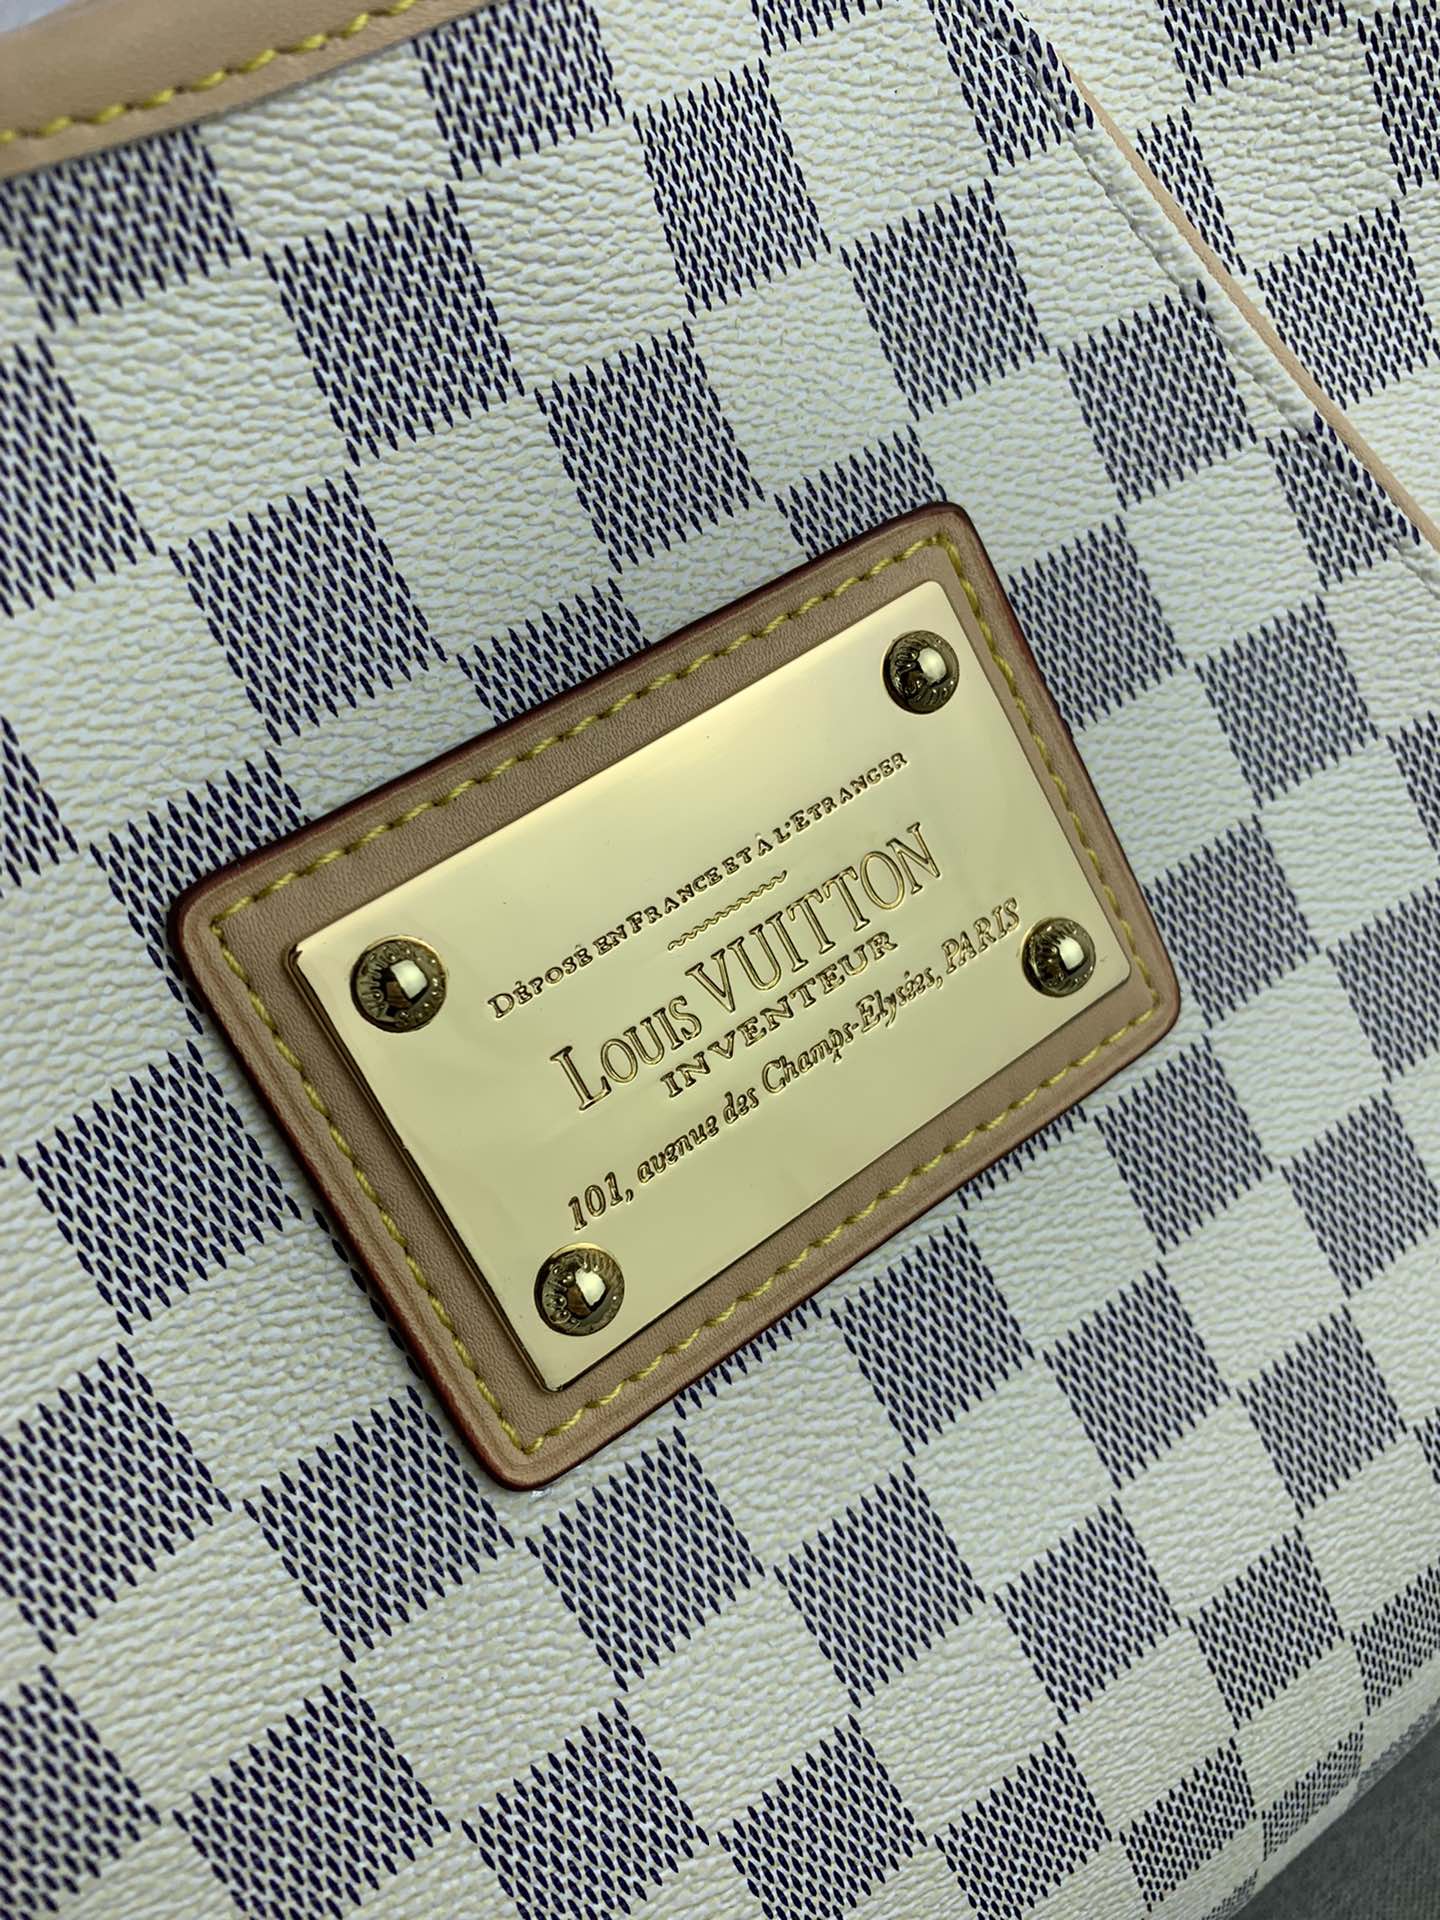 DÉPOSÉ EN FRANCE ET À L'ETRANGER
LOUIS VUITTON
INVENTEUR
101, avenue des Champs-Elysées, PARIS